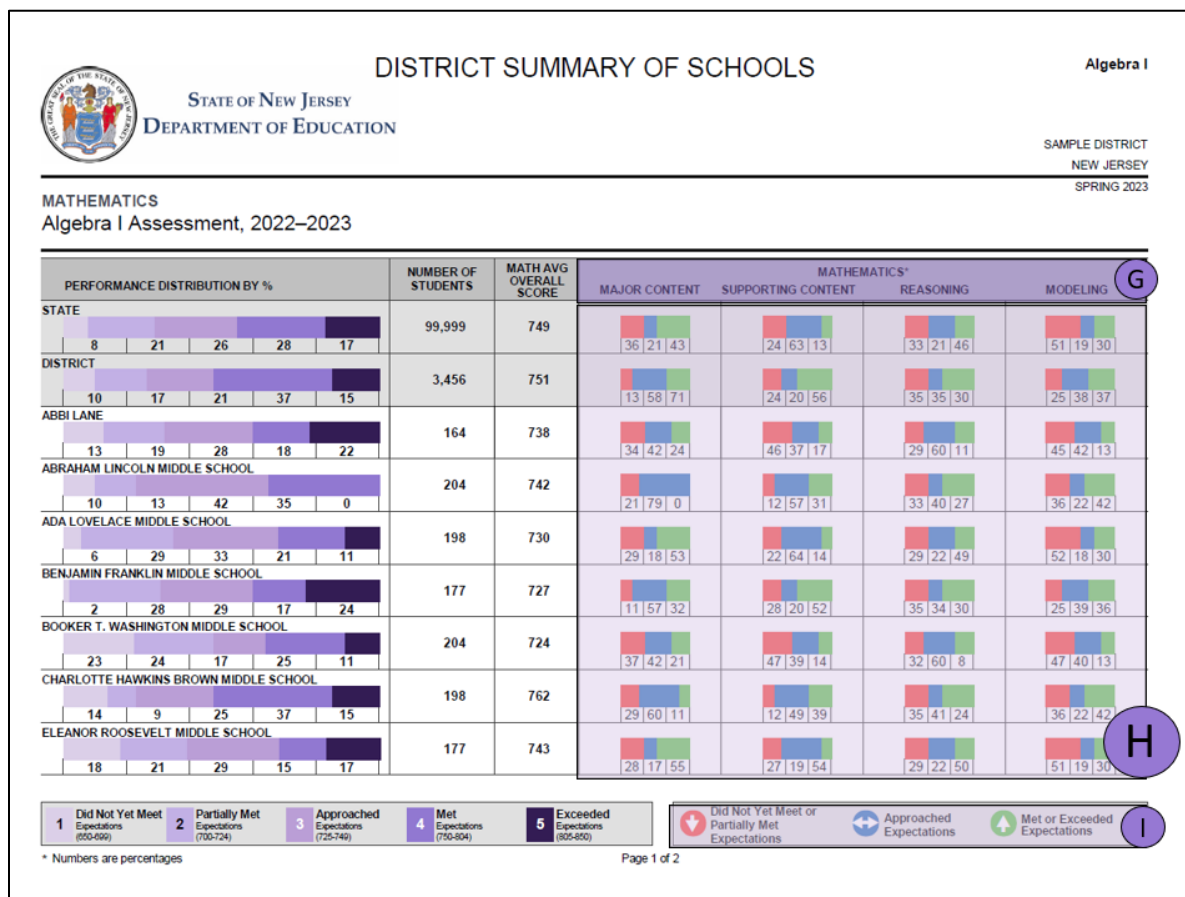 DISTRICT SUMMARY OF SCHOOLS
Algebra I
STATE OF NEW JERSEY
DEPARTMENT OF EDUCATION
SAMPLE DISTRICT
NEW JERSEY
SPRING 2023
MATHEMATICS
Algebra I Assessment, 2022–2023
PERFORMANCE DISTRIBUTION BY % NUMBER OF STUDENTS MATH AVG OVERALL SCORE MATHEMATICS* G
MAJOR CONTENT SUPPORTING CONTENT REASONING MODELING
STATE
99,999 749
8 21 26 28 17 36 21 43 24 63 13 33 21 46 51 19 30
DISTRICT
3,456 751
10 17 21 37 15 13 58 71 24 20 56 35 35 30 25 38 37
ABBI LANE
164 738
13 19 28 18 22 34 42 24 46 37 17 29 60 11 45 42 13
ABRAHAM LINCOLN MIDDLE SCHOOL
204 742
10 13 42 35 0 21 79 0 12 57 31 33 40 27 36 22 42
ADA LOVELACE MIDDLE SCHOOL
198 730
6 29 33 21 11 29 18 53 22 64 14 29 22 49 52 18 30
BENJAMIN FRANKLIN MIDDLE SCHOOL
177 727
2 28 29 17 24 11 57 32 28 20 52 35 34 30 25 39 36
BOOKER T. WASHINGTON MIDDLE SCHOOL
204 724
23 24 17 25 11 37 42 21 47 39 14 32 60 8 47 40 13
CHARLOTTE HAWKINS BROWN MIDDLE SCHOOL
198 762
14 9 25 37 15 29 60 11 12 49 39 35 41 24 36 22 42
H
ELEANOR ROOSEVELT MIDDLE SCHOOL
177 743
18 21 29 15 17 28 17 55 27 19 54 29 22 50 51 19 30
1 Did Not Yet Meet Expectations (650-699)
2 Partially Met Expectations (700-724)
3 Approached Expectations (725-749)
4 Met Expectations (750-804)
5 Exceeded Expectations (805-850)
Did Not Yet Meet or
Partially Met
Expectations
Approached
Expectations
Met or Exceeded
Expectations
I
* Numbers are percentages
Page 1 of 2